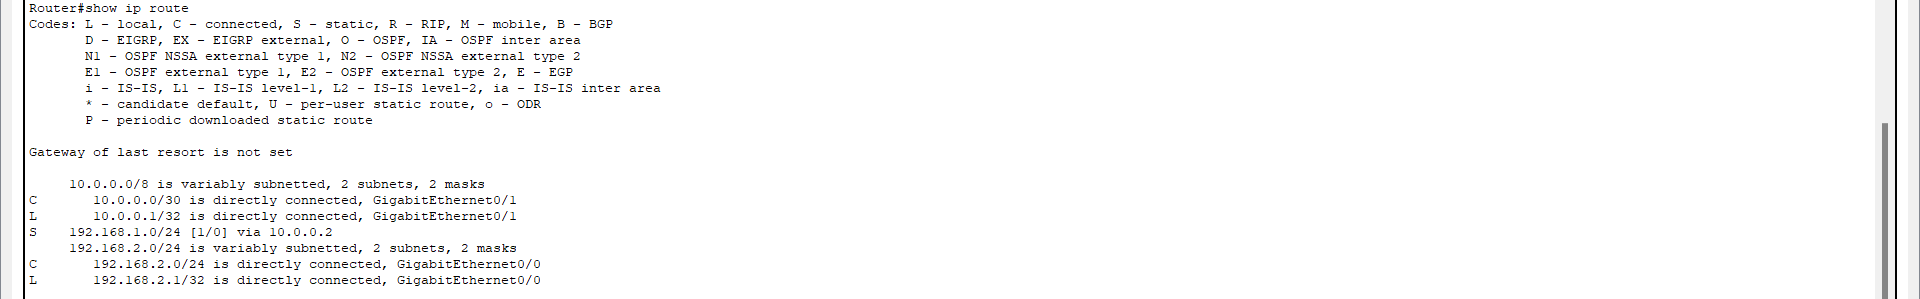 Router#show ip route
Codes: L - local, C - connected, S - static, R - RIP, M - mobile, B - BGP
       D - EIGRP, EX - EIGRP external, O - OSPF, IA - OSPF inter area
       N1 - OSPF NSSA external type 1, N2 - OSPF NSSA external type 2
       E1 - OSPF external type 1, E2 - OSPF external type 2, E - EGP
       i - IS-IS, L1 - IS-IS level-1, L2 - IS-IS level-2, ia - IS-IS inter area
       * - candidate default, U - per-user static route, o - ODR
       P - periodic downloaded static route

Gateway of last resort is not set

     10.0.0.0/8 is variably subnetted, 2 subnets, 2 masks
C       10.0.0.0/30 is directly connected, GigabitEthernet0/1
L       10.0.0.1/32 is directly connected, GigabitEthernet0/1
S    192.168.1.0/24 [1/0] via 10.0.0.2
     192.168.2.0/24 is variably subnetted, 2 subnets, 2 masks
C       192.168.2.0/24 is directly connected, GigabitEthernet0/0
L       192.168.2.1/32 is directly connected, GigabitEthernet0/0